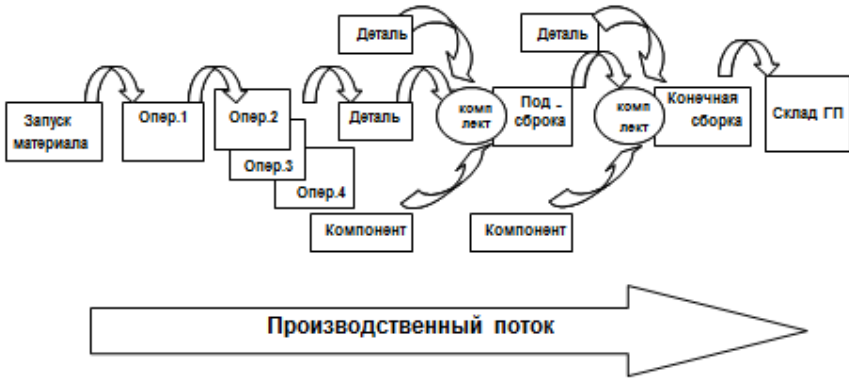 Деталь
Деталь
Запуск
материала
Опер.1
Опер.2
Опер.3
Опер.4
Деталь
комп
лект
Под -
сброка
комп
лект
Конечная
сборка
Склад ГП
Компонент
Компонент
Производственный поток